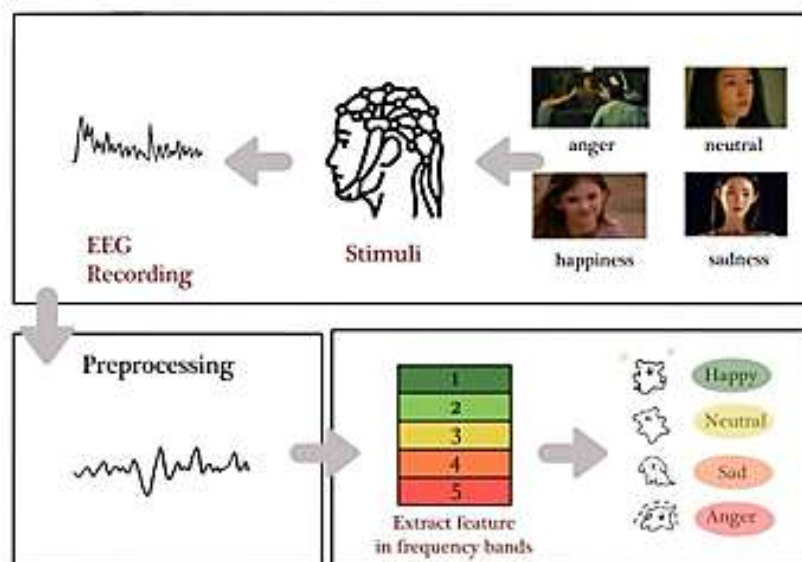 anger
neutral
happiness
sadness
Stimuli
EEG
Recording
Preprocessing
1
2
3
4
5
Extract feature
in frequency bands
Happy
Neutral
Sad
Anger